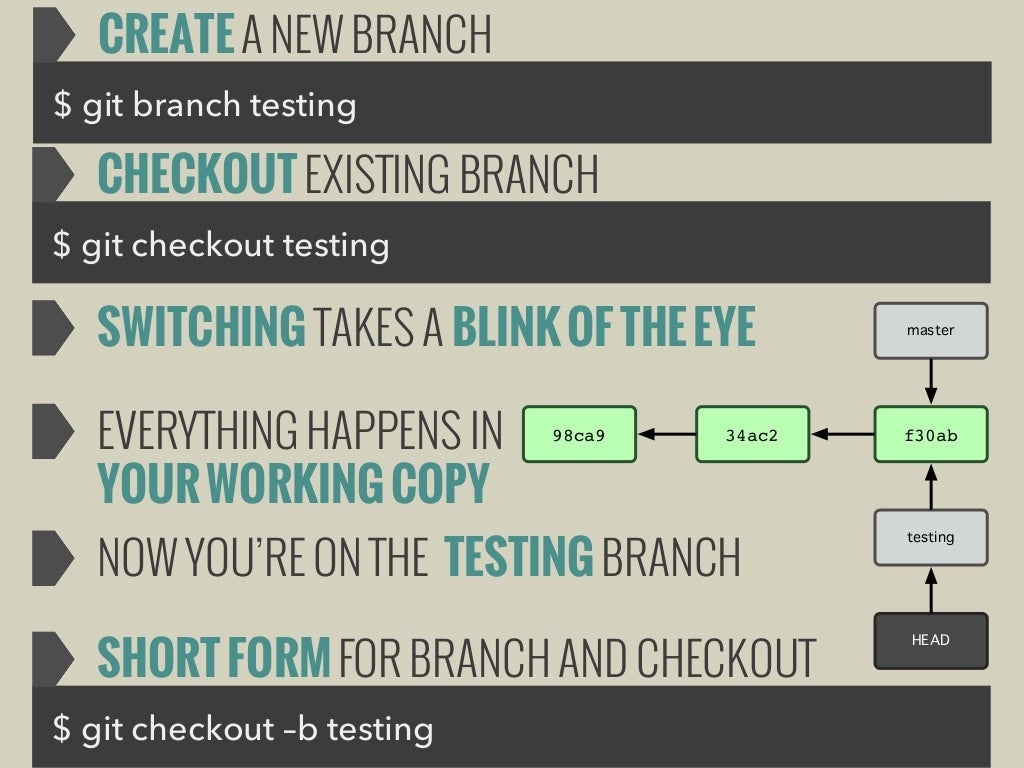 CREATE A NEW BRANCH
$ git branch testing
CHECKOUT EXISTING BRANCH
$ git checkout testing
SWITCHING TAKES A BLINK OF THE EYE
master
EVERYTHING HAPPENS IN
YOUR WORKING COPY
98ca9
34ac2
f30ab
testing
NOW YOU’RE ON THE TESTING BRANCH
HEAD
SHORT FORM FOR BRANCH AND CHECKOUT
$ git checkout –b testing